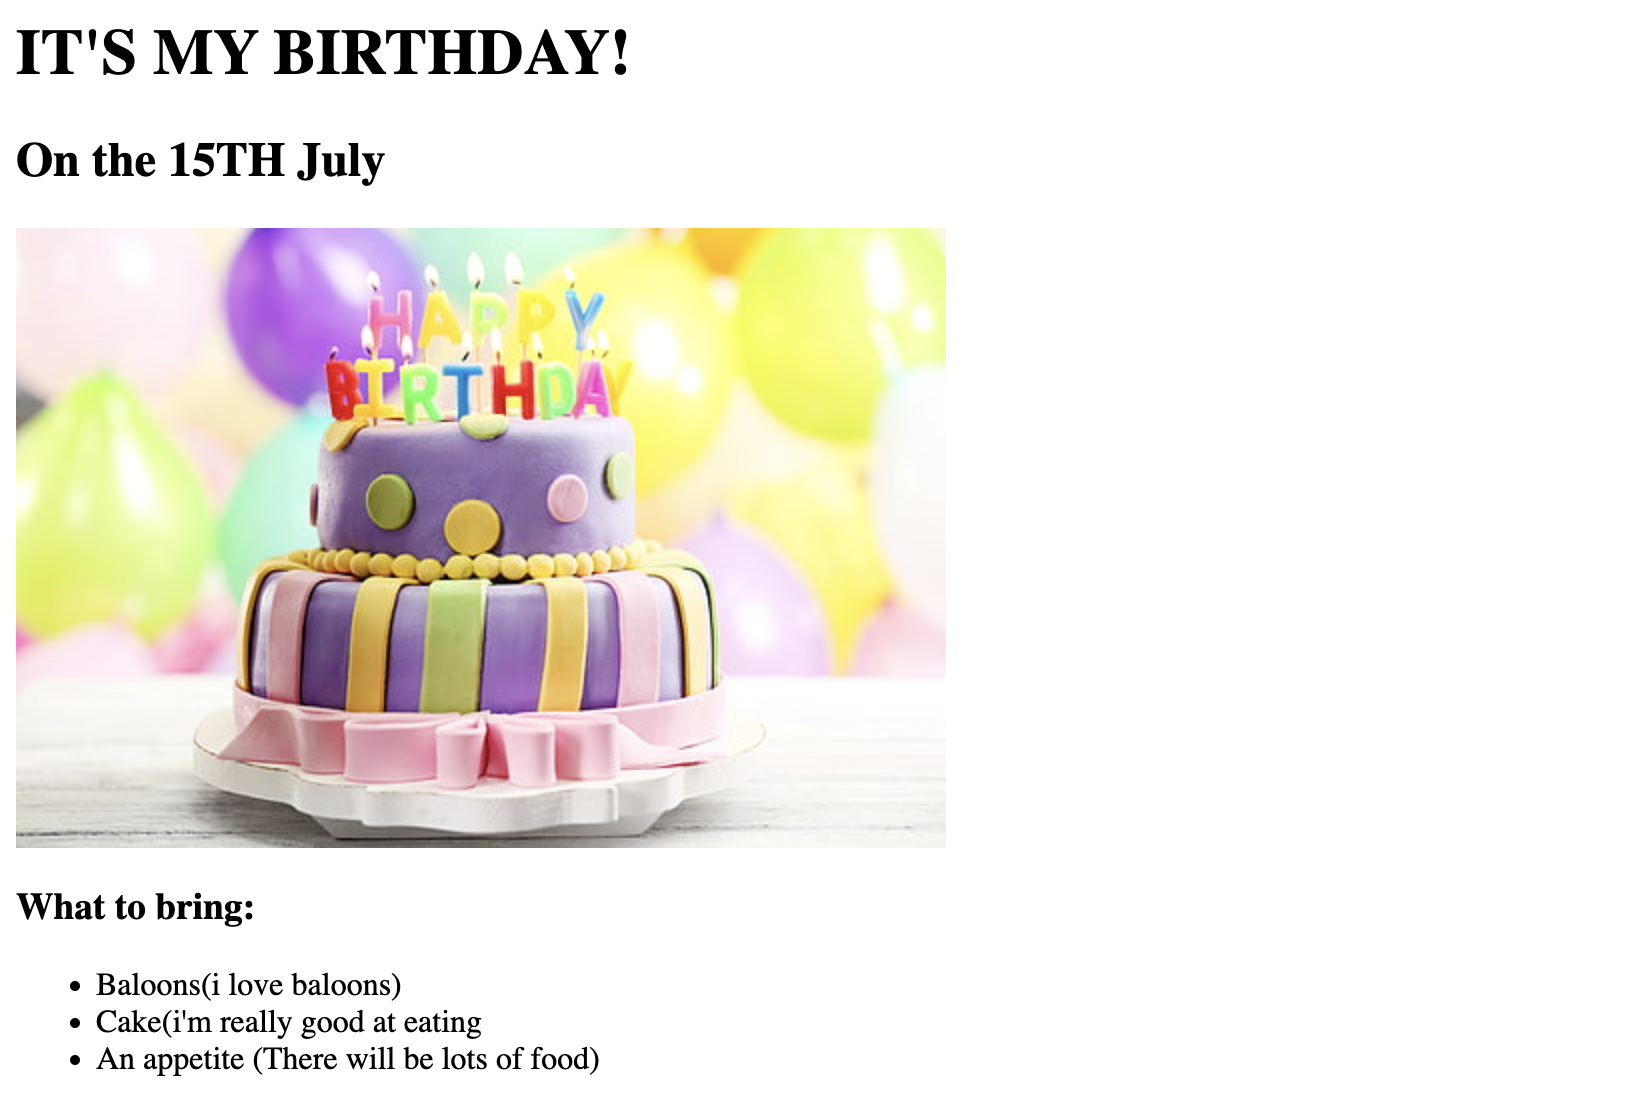 IT'S MY BIRTHDAY!
On the 15TH July
HAPPY
BIRTHDAY
What to bring:
Baloons(i love baloons)
Cake(i'm really good at eating
An appetite (There will be lots of food)